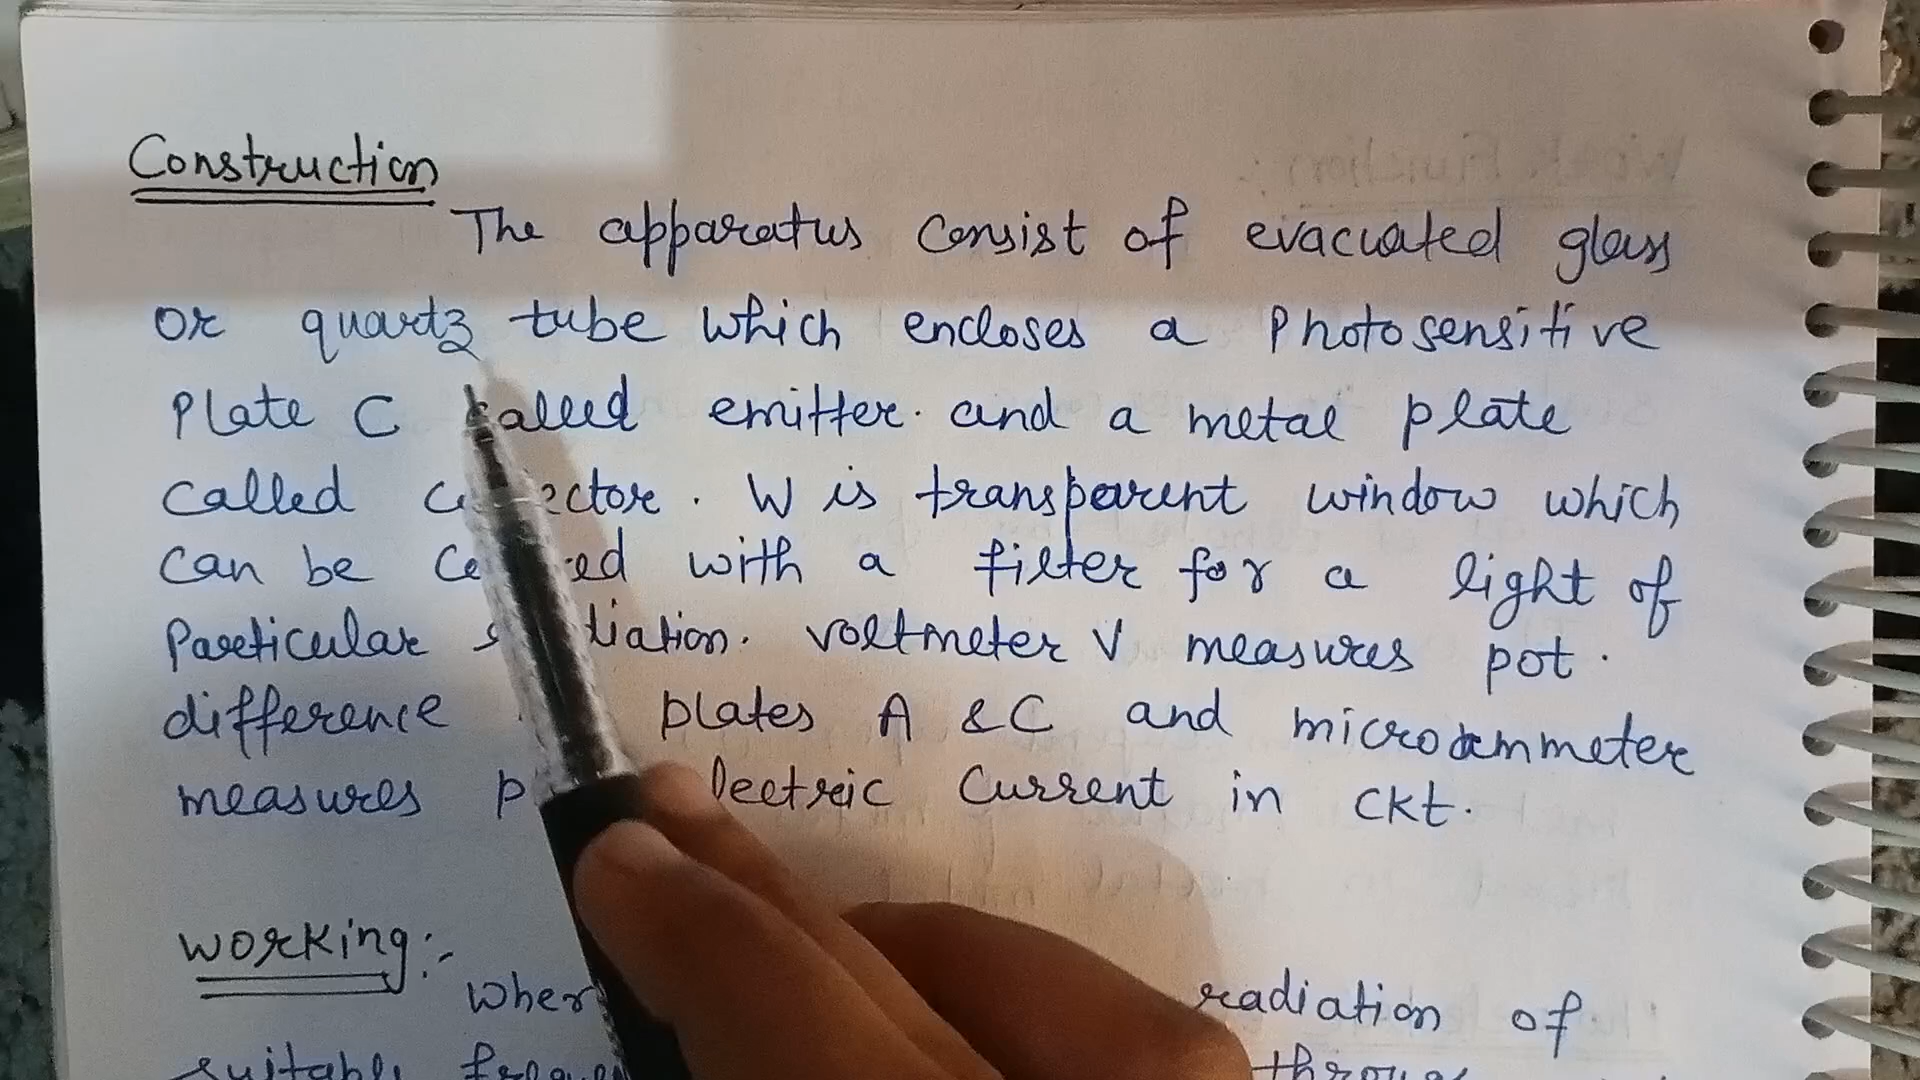 Construction
The apparatus consist of evacuated glass
or quartz tube which encloses a Photosensitive
Plate C called emitter. and a metal plate
called . W is transparent window which
can be with a filter for a light of
Particular . voltmeter V measures pot.
difference plates A & C and microammeter
measures current in ckt.
working:-
radiation of